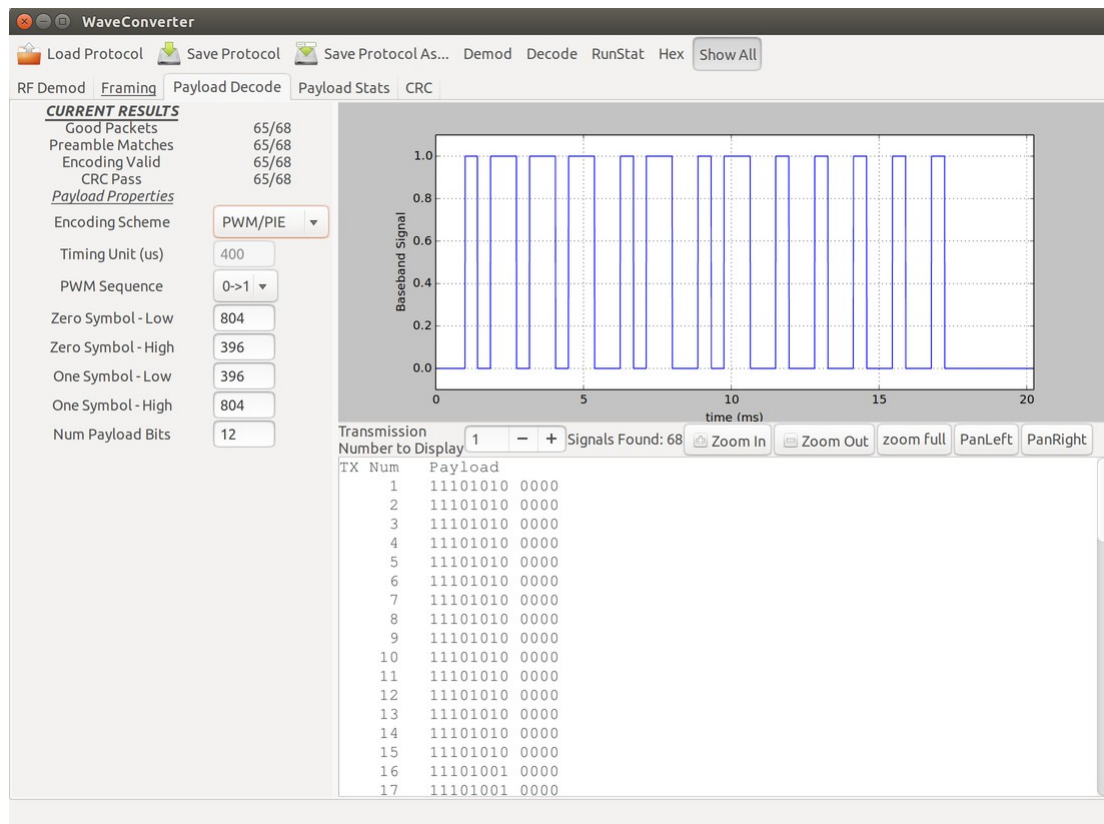 WaveConverter
Load Protocol Save Protocol Save Protocol As... Demod Decode RunStat Hex Show All
RF Demod Framing Payload Decode Payload Stats CRC
CURRENT RESULTS
Good Packets 65/68
Preamble Matches 65/68
Encoding Valid 65/68
CRC Pass 65/68
Payload Properties
Encoding Scheme PWM/PIE
Timing Unit (us) 400
PWM Sequence 0->1
Zero Symbol - Low 804
Zero Symbol - High 396
One Symbol - Low 396
One Symbol - High 804
Num Payload Bits 12
Baseband Signal
1.0
0.8
0.6
0.4
0.2
0.0
0 5 10 15 20
time (ms)
Transmission
Number to Display 1 − + Signals Found: 68 Zoom In Zoom Out zoom full PanLeft PanRight
TX Num Payload
1 11101010 0000
2 11101010 0000
3 11101010 0000
4 11101010 0000
5 11101010 0000
6 11101010 0000
7 11101010 0000
8 11101010 0000
9 11101010 0000
10 11101010 0000
11 11101010 0000
12 11101010 0000
13 11101010 0000
14 11101010 0000
15 11101010 0000
16 11101001 0000
17 11101001 0000